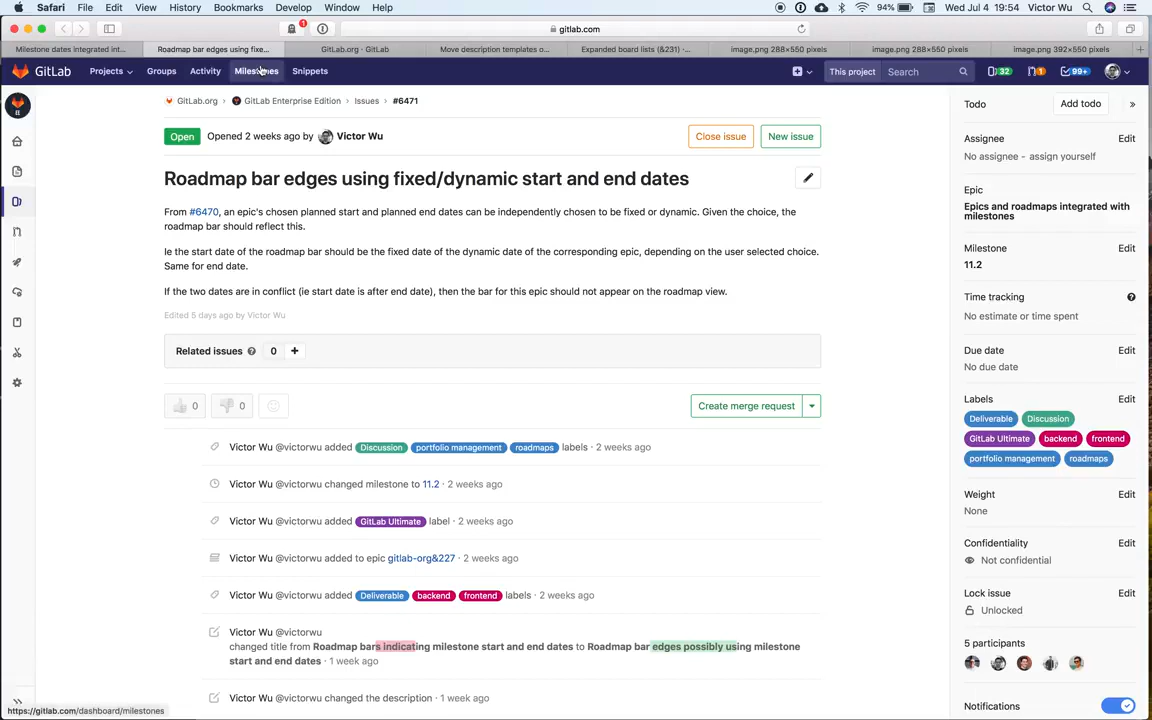 Safari File Edit View History Bookmarks Develop Window Help 94% Wed Jul 4 19:54 Victor Wu
1
gitlab.com
Milestone dates integrated int... Roadmap bar edges using fixe... GitLab.org · GitLab Move description templates o... Expanded board lists (&231) ·... image.png 288×550 pixels image.png 288×550 pixels image.png 392×550 pixels
GitLab Projects Groups Activity Milestones Snippets This project Search 32 1 99+
GitLab.org › GitLab Enterprise Edition › Issues › #6471
Open Opened 2 weeks ago by Victor Wu Close issue New issue
Roadmap bar edges using fixed/dynamic start and end dates
From #6470, an epic's chosen planned start and planned end dates can be independently chosen to be fixed or dynamic. Given the choice, the
roadmap bar should reflect this.
Ie the start date of the roadmap bar should be the fixed date of the dynamic date of the corresponding epic, depending on the user selected choice.
Same for end date.
If the two dates are in conflict (ie start date is after end date), then the bar for this epic should not appear on the roadmap view.
Edited 5 days ago by Victor Wu
Related issues 0 +
0 0 Create merge request
Victor Wu @victorwu added Discussion portfolio management roadmaps labels · 2 weeks ago
Victor Wu @victorwu changed milestone to 11.2 · 2 weeks ago
Victor Wu @victorwu added GitLab Ultimate label · 2 weeks ago
Victor Wu @victorwu added to epic gitlab-org&227 · 2 weeks ago
Victor Wu @victorwu added Deliverable backend frontend labels · 2 weeks ago
Victor Wu @victorwu
changed title from Roadmap bars indicating milestone start and end dates to Roadmap bar edges possibly using milestone
start and end dates · 1 week ago
Victor Wu @victorwu changed the description · 1 week ago
Todo Add todo »
Assignee Edit
No assignee - assign yourself
Epic
Epics and roadmaps integrated with
milestones
Milestone Edit
11.2
Time tracking
No estimate or time spent
Due date Edit
No due date
Labels Edit
Deliverable Discussion
GitLab Ultimate backend frontend
portfolio management roadmaps
Weight Edit
None
Confidentiality Edit
Not confidential
Lock issue Edit
Unlocked
5 participants
Notifications
https://gitlab.com/dashboard/milestones